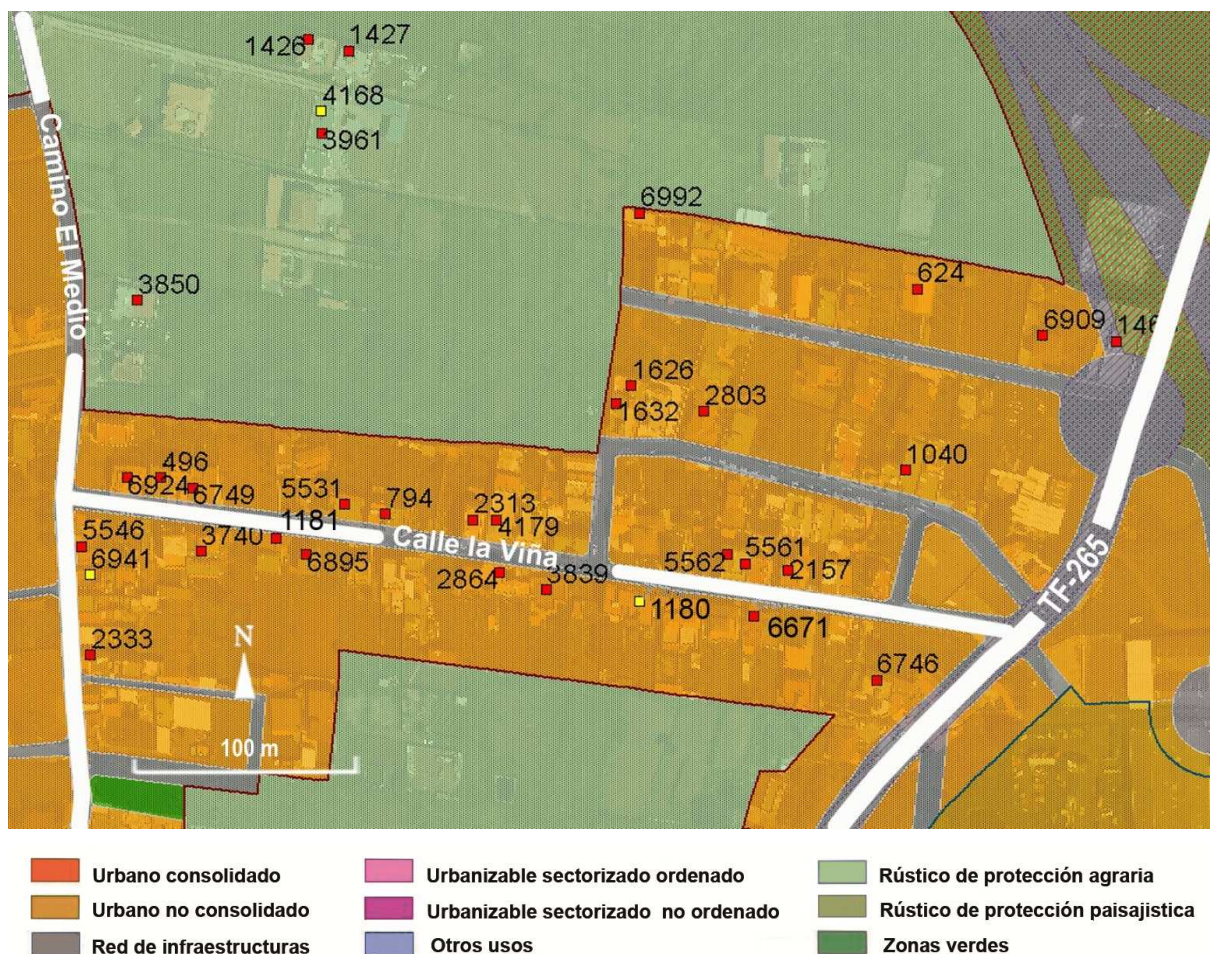 1426
1427
4168
3961
Camino El Medio
6992
3850
624
6909
1626
2803
1632
1040
496
6924
6749
5531
794
2313
4179
1181
5546
3740
Calle la Viña
5561
6941
6895
5562
2157
2864
3839
TF-265
1180
6671
2333
N
6746
100 m
Urbano consolidado
Urbanizable sectorizado ordenado
Rústico de protección agraria
Urbano no consolidado
Urbanizable sectorizado no ordenado
Rústico de protección paisajistica
Red de infraestructuras
Otros usos
Zonas verdes